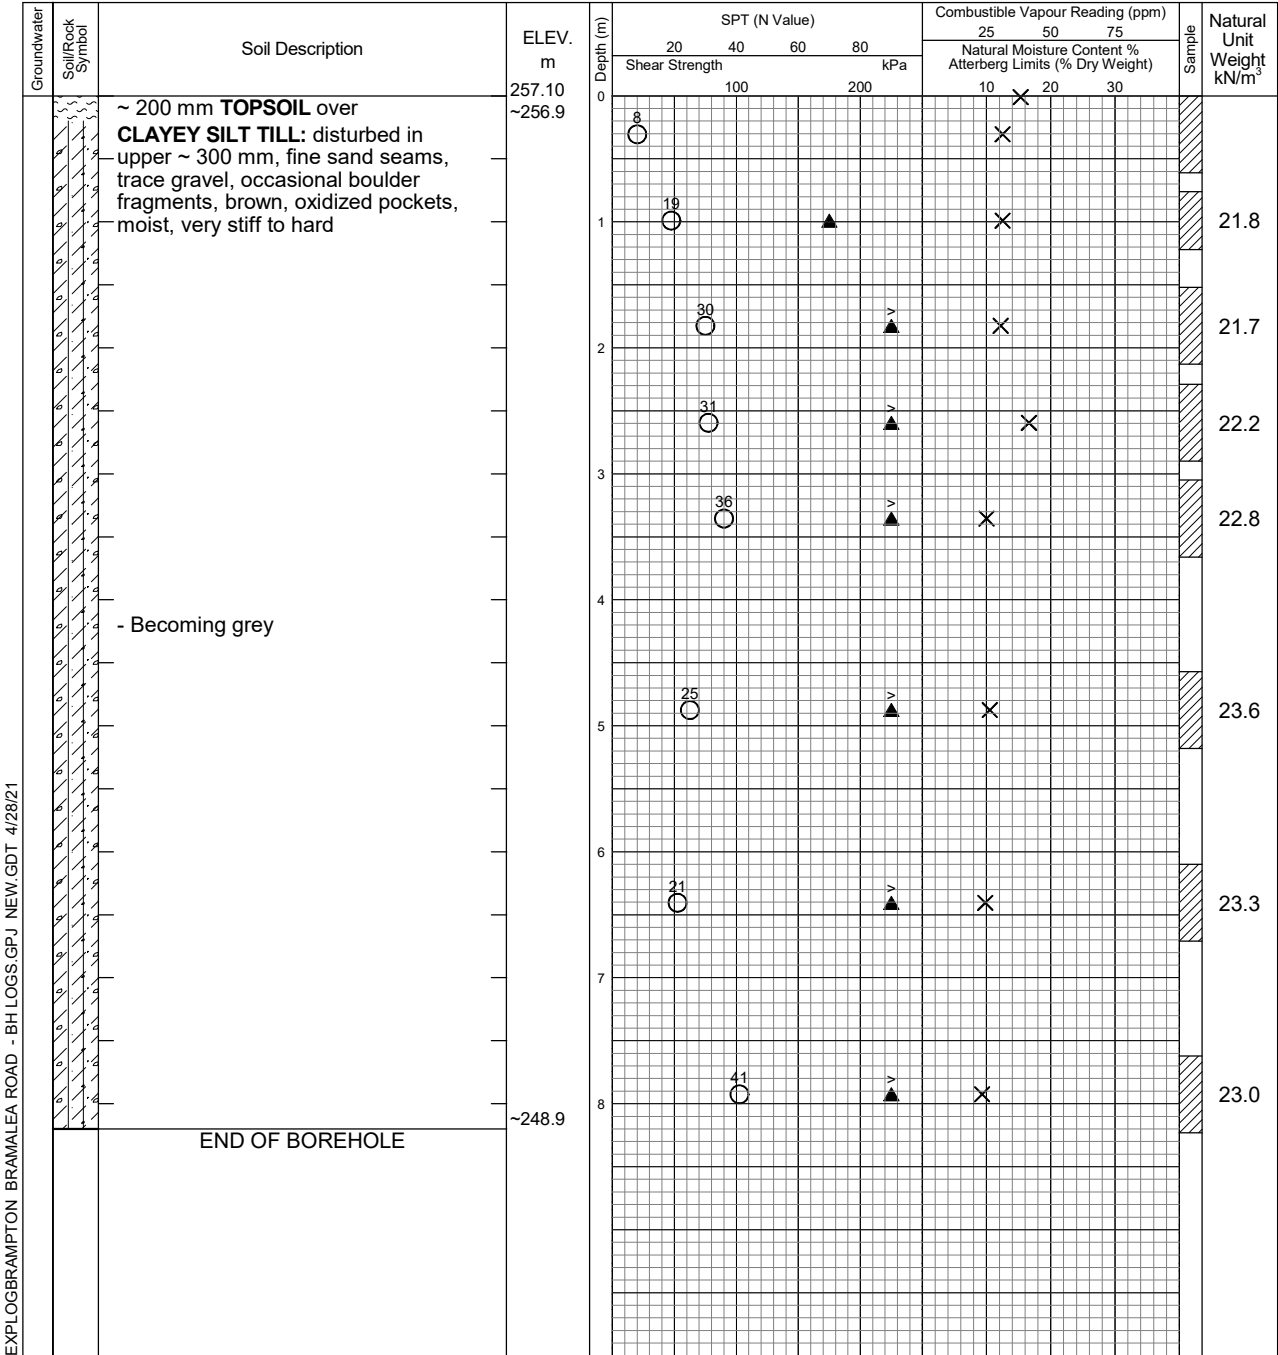 Groundwater
Soil/Rock
Symbol
Soil Description
ELEV.
m
257.10
Depth (m)
SPT (N Value)
20 40 60 80
Shear Strength kPa
100 200
Combustible Vapour Reading (ppm)
25 50 75
Natural Moisture Content %
Atterberg Limits (% Dry Weight)
10 20 30
Sample
Natural
Unit
Weight
kN/m³
0
~ 200 mm TOPSOIL over
~256.9
CLAYEY SILT TILL: disturbed in
upper ~ 300 mm, fine sand seams,
trace gravel, occasional boulder
fragments, brown, oxidized pockets,
moist, very stiff to hard
8
19
1
21.8
30
>
21.7
2
31
>
22.2
3
36
>
22.8
4
- Becoming grey
25
>
23.6
5
6
21
>
23.3
7
41
>
23.0
8
~248.9
END OF BOREHOLE
EXPLOGBRAMPTON BRAMALEA ROAD - BH LOGS.GPJ NEW.GDT 4/28/21